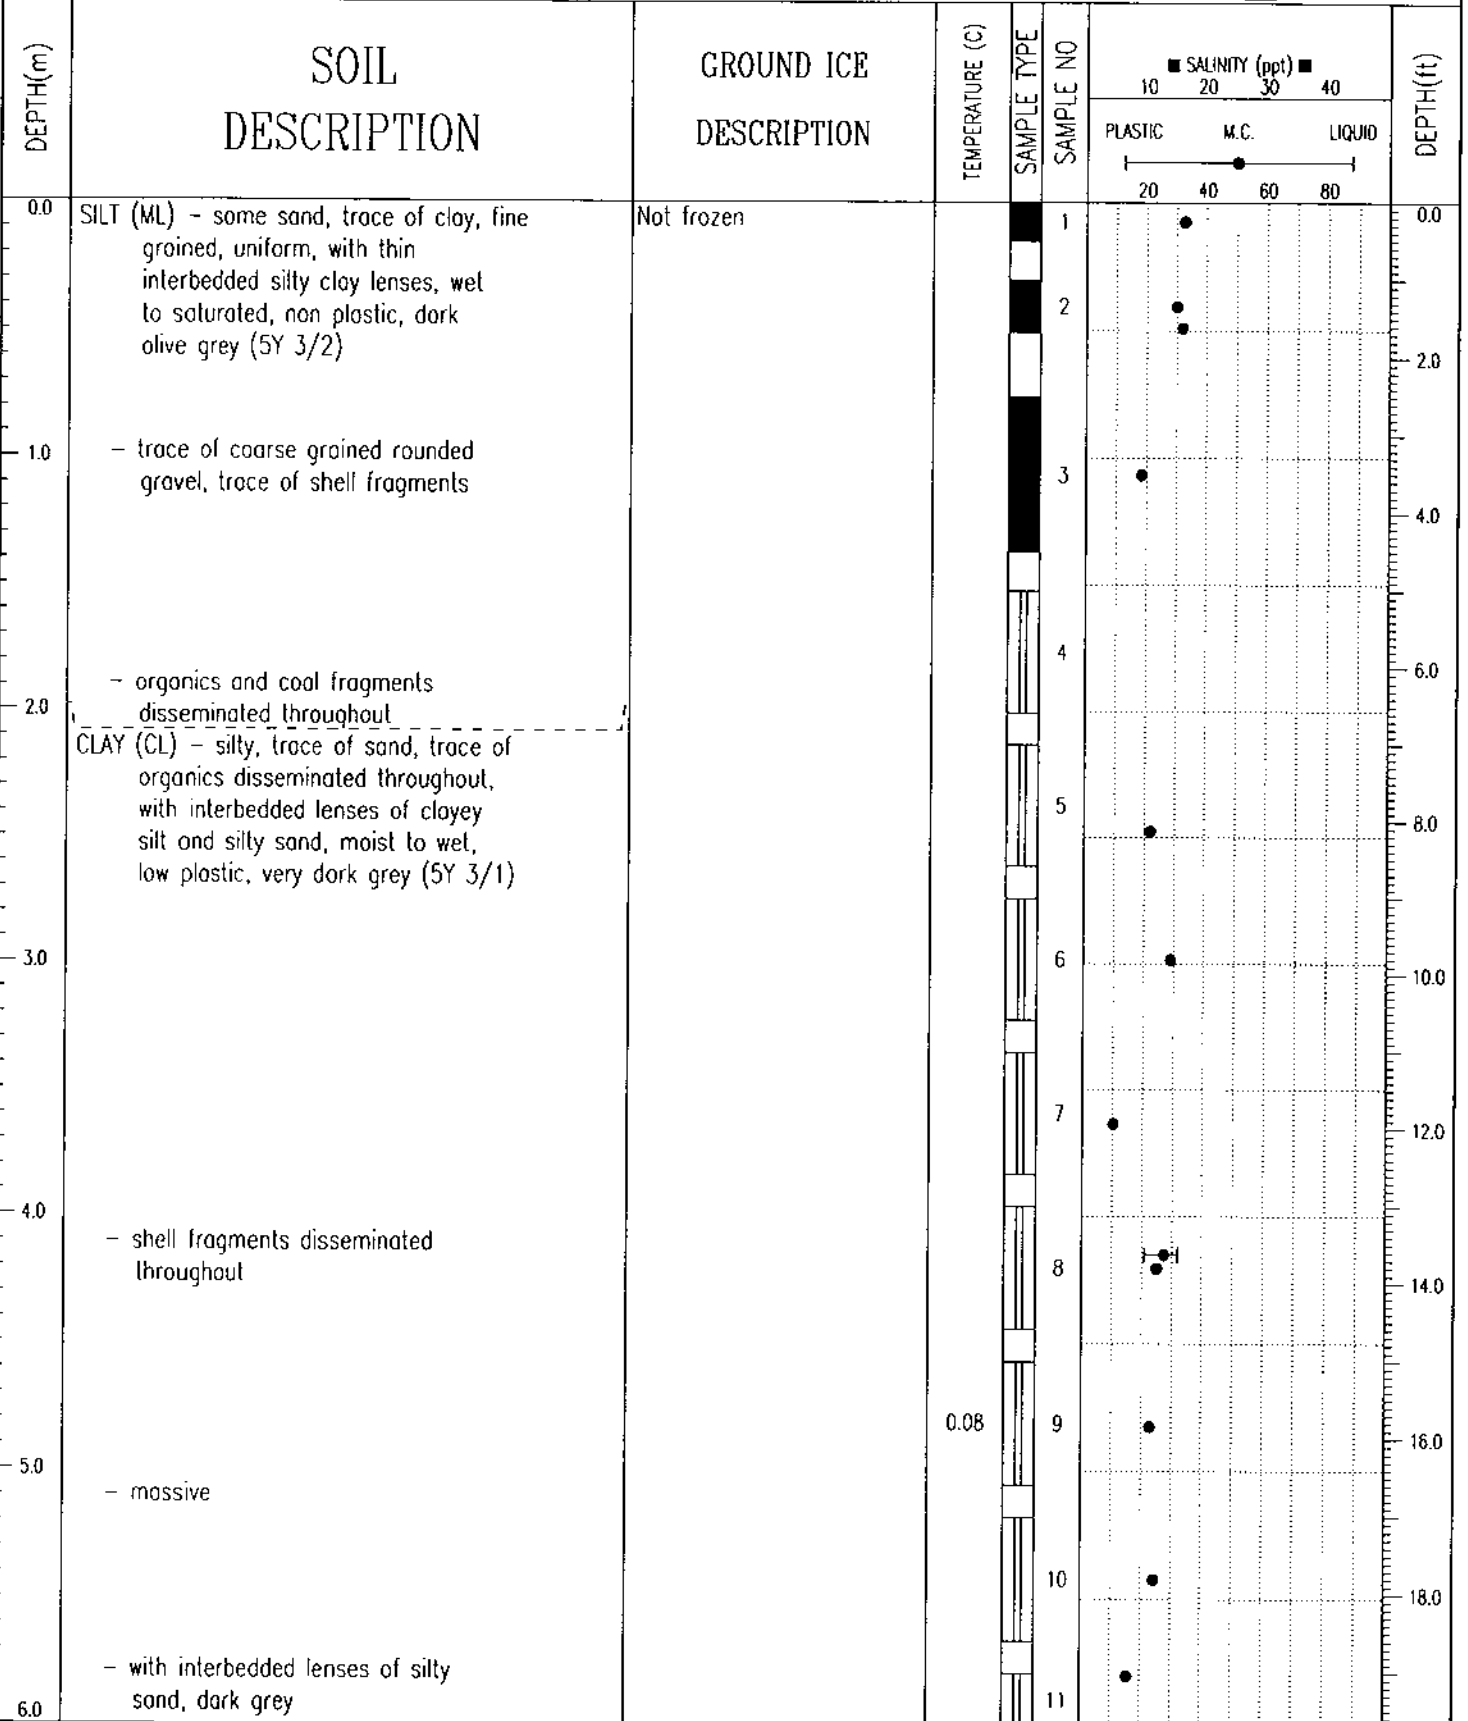 DEPTH(m)
SOIL
DESCRIPTION
GROUND ICE
DESCRIPTION
TEMPERATURE (C)
SAMPLE TYPE
SAMPLE NO
■ SALINITY (ppt) ■
10 20 30 40
PLASTIC M.C. LIQUID
20 40 60 80
DEPTH(ft)
0.0
SILT (ML) – some sand, trace of clay, fine
grained, uniform, with thin
interbedded silty clay lenses, wet
to saturated, non plastic, dark
olive grey (5Y 3/2)
Not frozen
1
0.0
2
2.0
1.0
– trace of coarse grained rounded
gravel, trace of shell fragments
3
4.0
4
6.0
– organics and coal fragments
2.0
disseminated throughout
CLAY (CL) – silty, trace of sand, trace of
organics disseminated throughout,
with interbedded lenses of clayey
silt and silty sand, moist to wet,
low plastic, very dark grey (5Y 3/1)
5
8.0
3.0
6
10.0
7
12.0
4.0
– shell fragments disseminated
throughout
8
14.0
0.08
9
16.0
5.0
– massive
10
18.0
– with interbedded lenses of silty
sand, dark grey
6.0
11